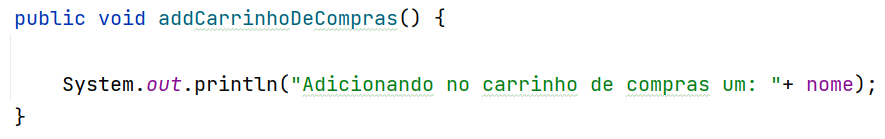 public void addCarrinhoDeCompras() {
System.out.println("Adicionando no carrinho de compras um: "+ nome);
}